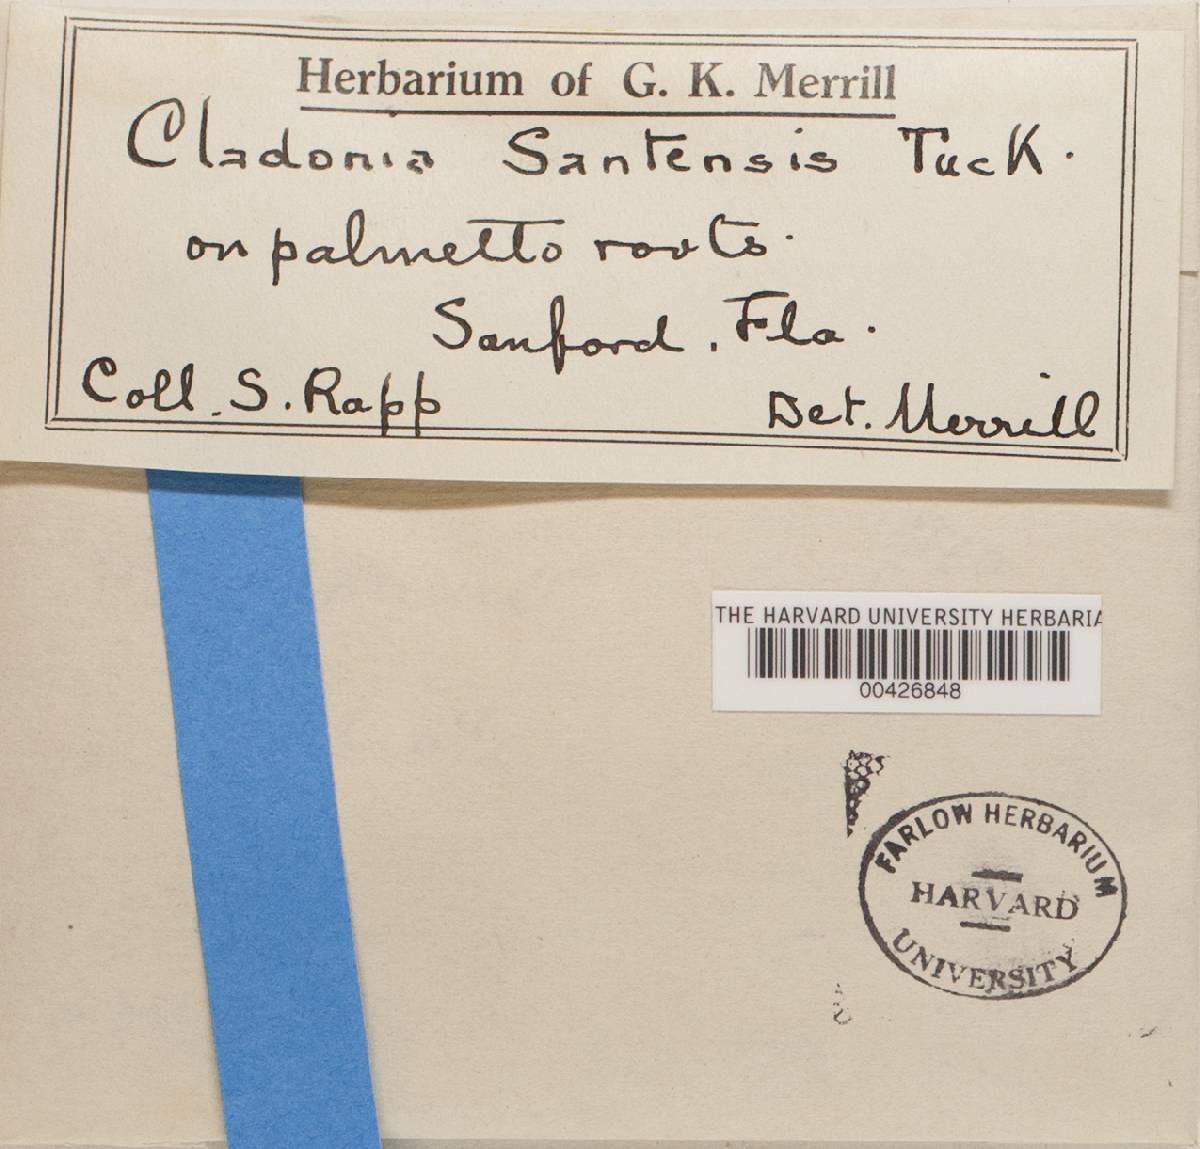 Herbarium of G. K. Merrill
Cladonia Santensis Tuck.
on palmetto roots.
Sanford, Fla.
Coll. S. Rapp Det. Merrill
THE HARVARD UNIVERSITY HERBARIA
00426848
FARLOW HERBARIUM
HARVARD
UNIVERSITY